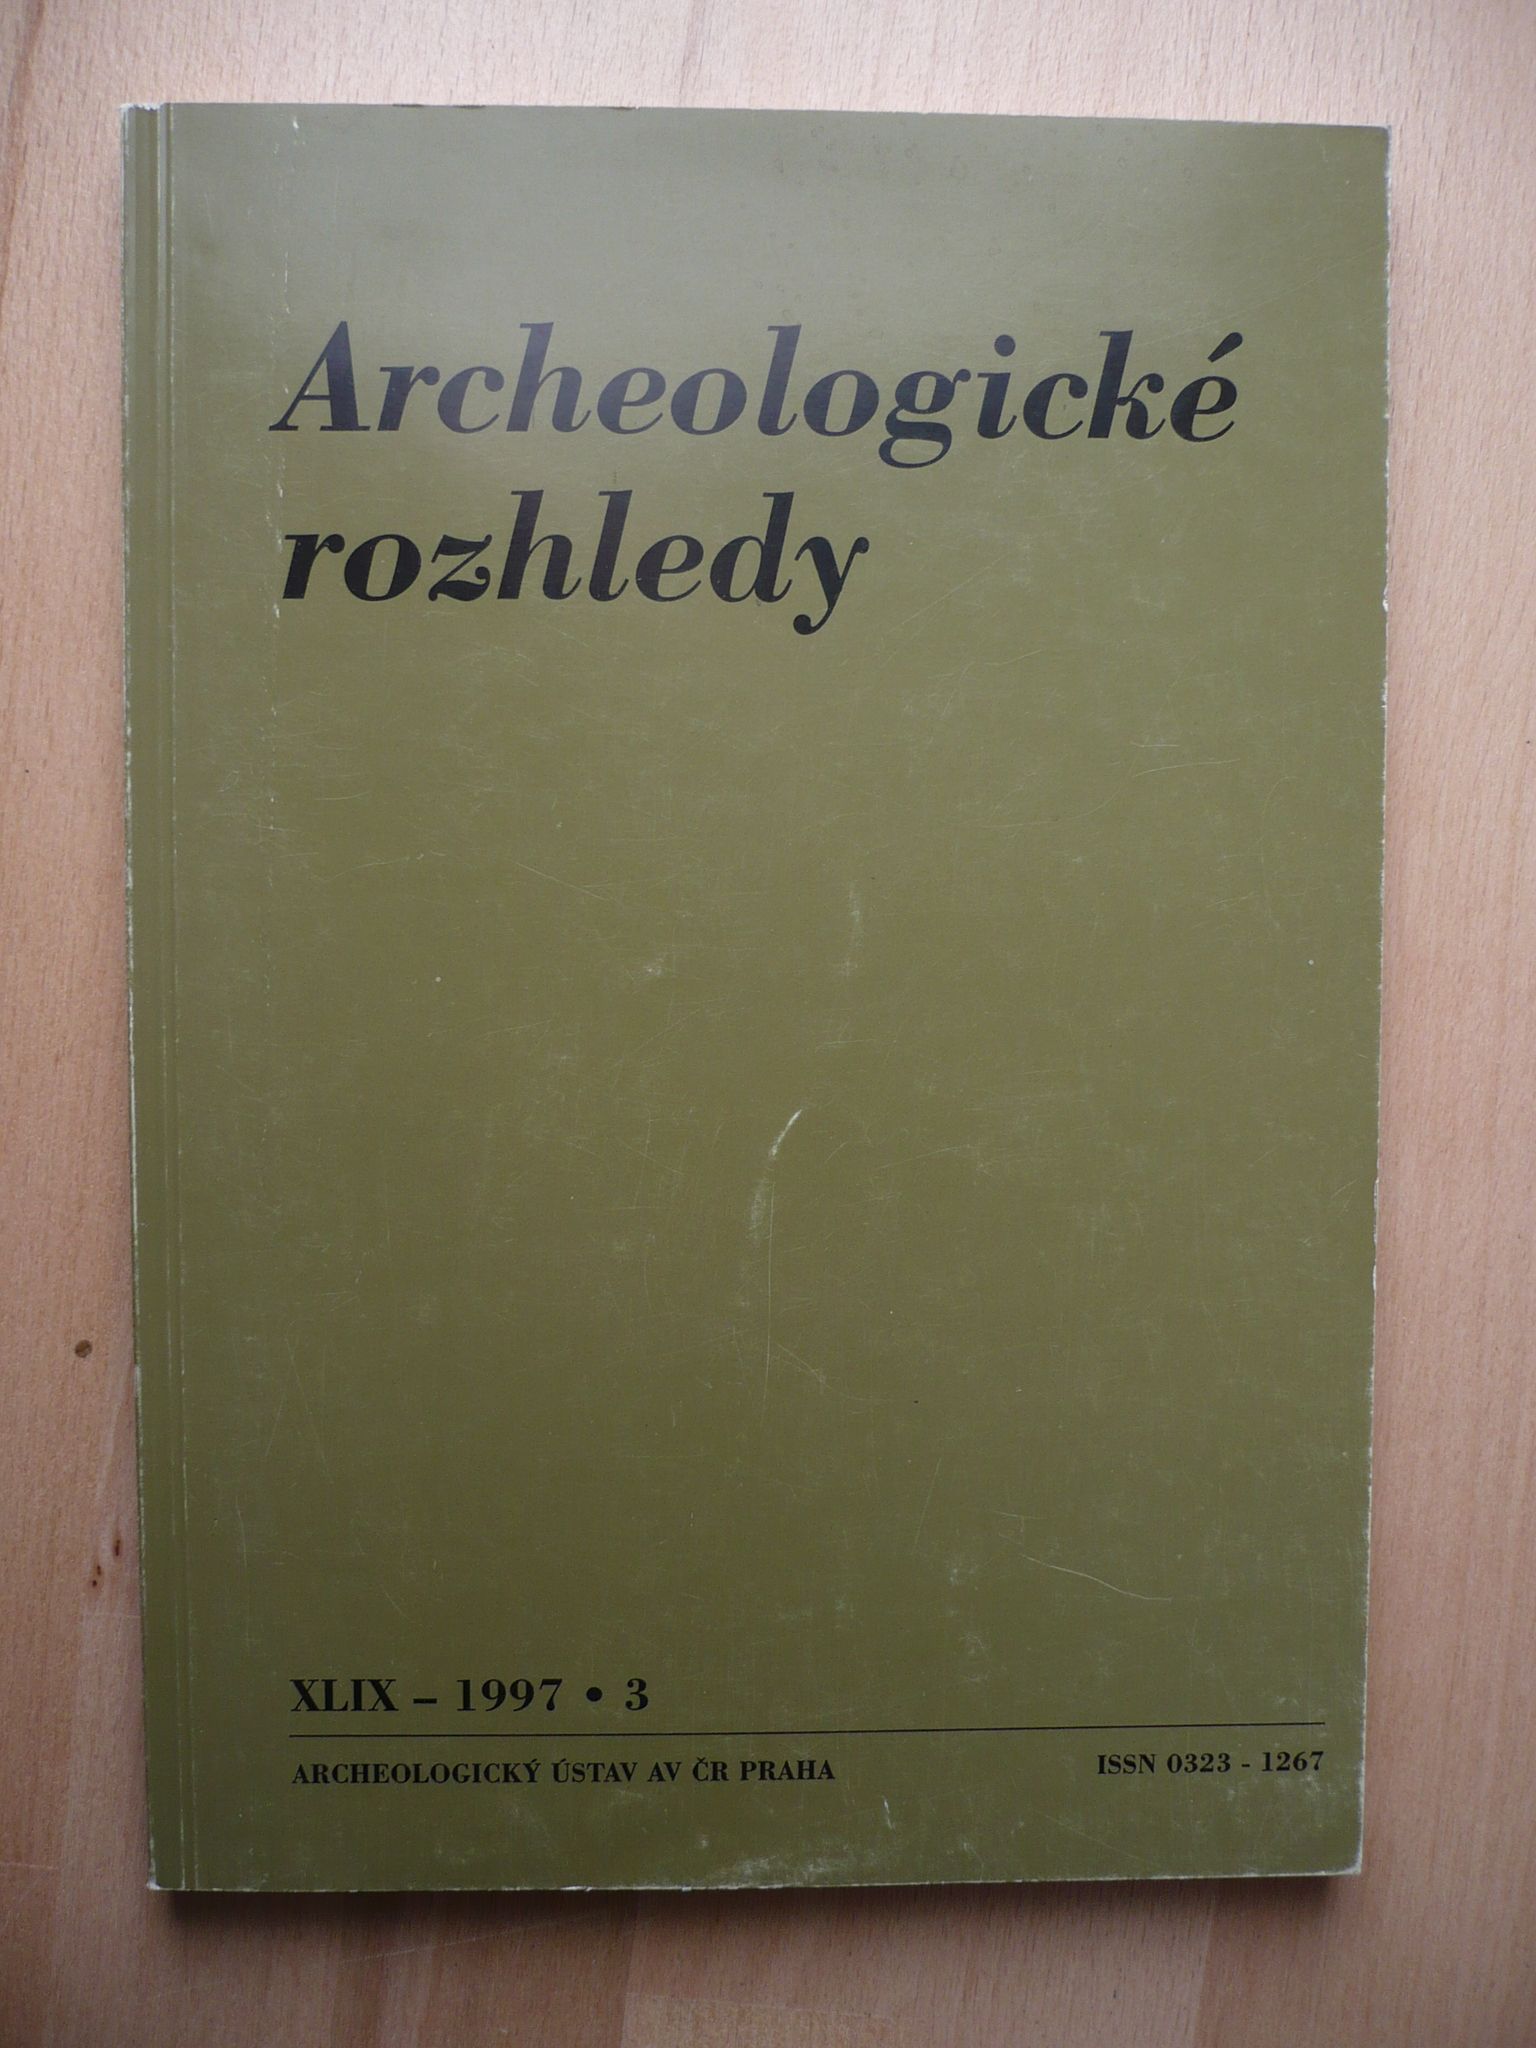 Archeologické
rozhledy
XLIX – 1997 • 3
ARCHEOLOGICKÝ ÚSTAV AV ČR PRAHA
ISSN 0323 - 1267